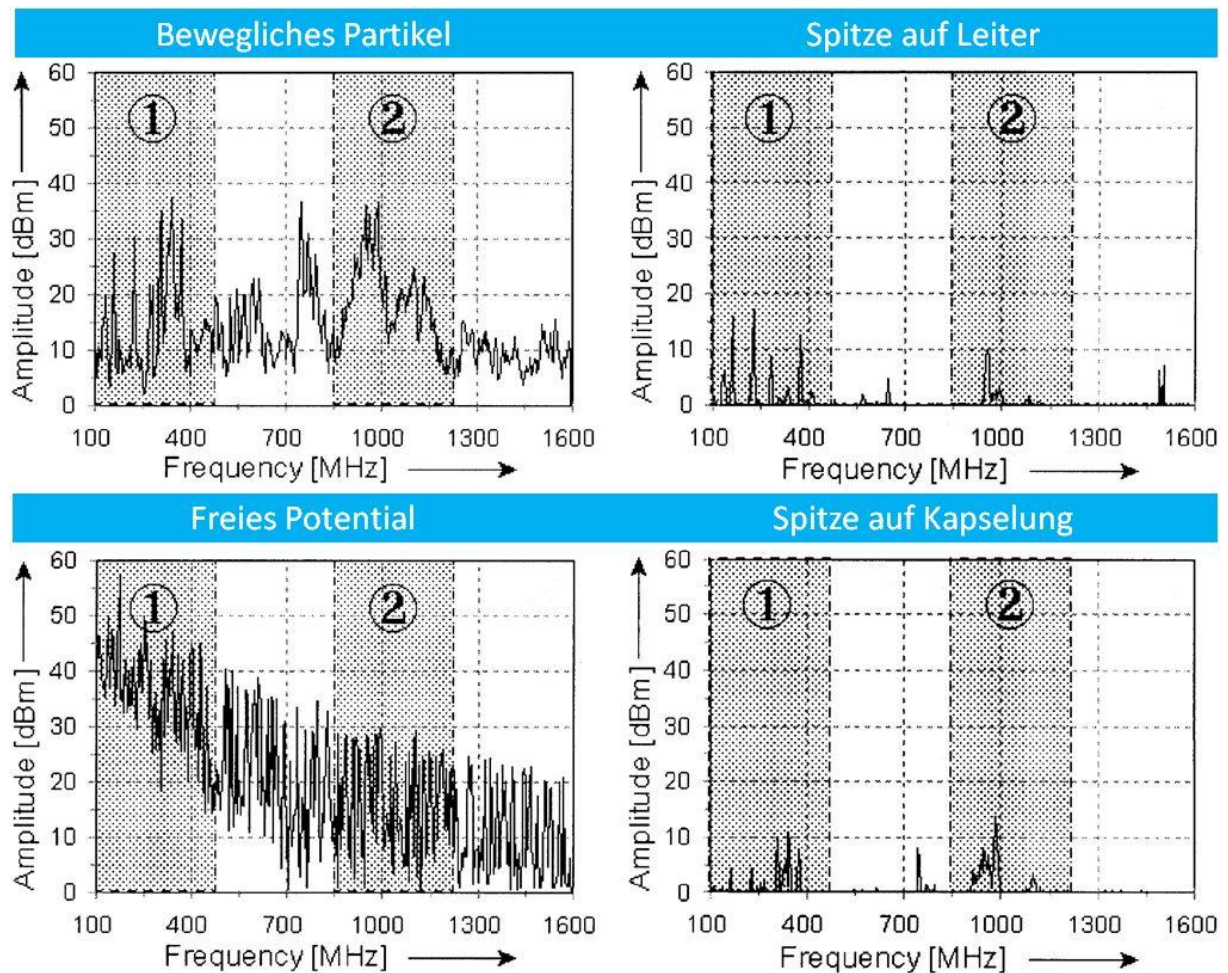 Bewegliches Partikel
60
50
40
30
20
10
0
Amplitude [dBm]
① ②
100 400 700 1000 1300 1600
Frequency [MHz]
Spitze auf Leiter
60
50
40
30
20
10
0
Amplitude [dBm]
① ②
100 400 700 1000 1300 1600
Frequency [MHz]
Freies Potential
60
50
40
30
20
10
0
Amplitude [dBm]
① ②
100 400 700 1000 1300 1600
Frequency [MHz]
Spitze auf Kapselung
60
50
40
30
20
10
0
Amplitude [dBm]
① ②
100 400 700 1000 1300 1600
Frequency [MHz]